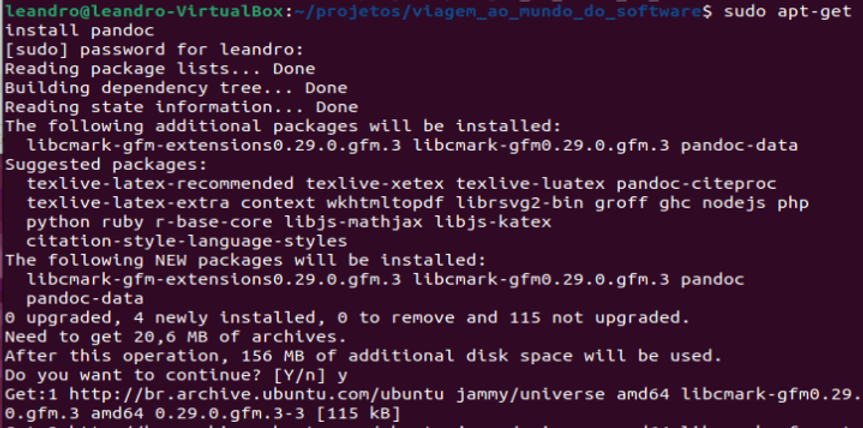 leandro@leandro-VirtualBox:~/projetos/viagem_ao_mundo_do_software$ sudo apt-get
install pandoc
[sudo] password for leandro:
Reading package lists... Done
Building dependency tree... Done
Reading state information... Done
The following additional packages will be installed:
  libcmark-gfm-extensions0.29.0.gfm.3 libcmark-gfm0.29.0.gfm.3 pandoc-data
Suggested packages:
  texlive-latex-recommended texlive-xetex texlive-luatex pandoc-citeproc
  texlive-latex-extra context wkhtmltopdf librsvg2-bin groff ghc nodejs php
  python ruby r-base-core libjs-mathjax libjs-katex
  citation-style-language-styles
The following NEW packages will be installed:
  libcmark-gfm-extensions0.29.0.gfm.3 libcmark-gfm0.29.0.gfm.3 pandoc
  pandoc-data
0 upgraded, 4 newly installed, 0 to remove and 115 not upgraded.
Need to get 20,6 MB of archives.
After this operation, 156 MB of additional disk space will be used.
Do you want to continue? [Y/n] y
Get:1 http://br.archive.ubuntu.com/ubuntu jammy/universe amd64 libcmark-gfm0.29.
0.gfm.3 amd64 0.29.0.gfm.3-3 [115 kB]